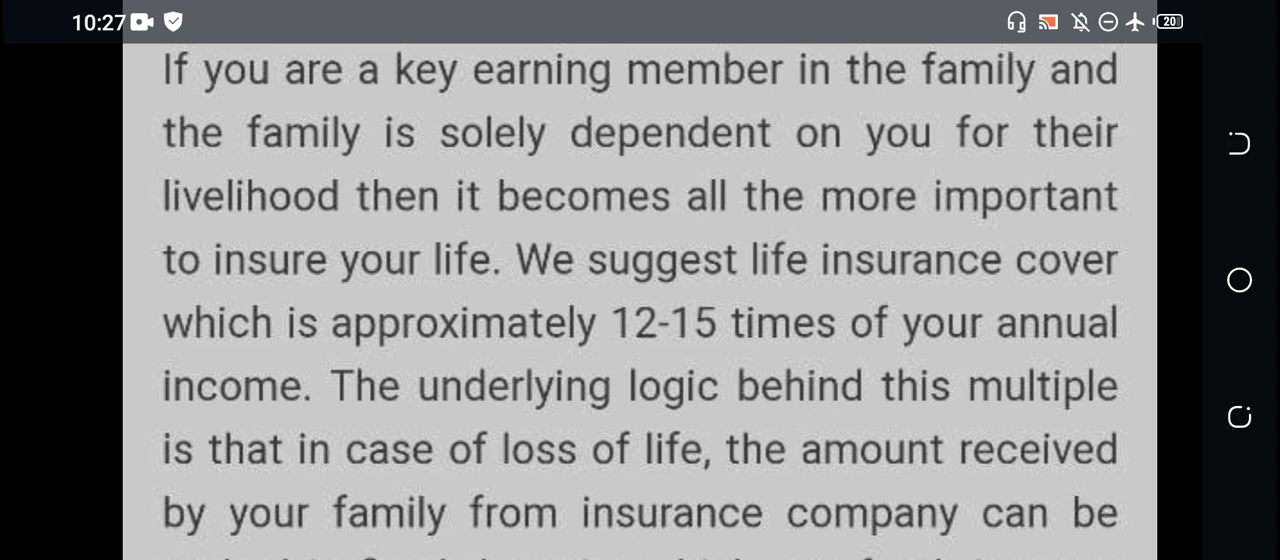 10:27
20
If you are a key earning member in the family and
the family is solely dependent on you for their
livelihood then it becomes all the more important
to insure your life. We suggest life insurance cover
which is approximately 12-15 times of your annual
income. The underlying logic behind this multiple
is that in case of loss of life, the amount received
by your family from insurance company can be